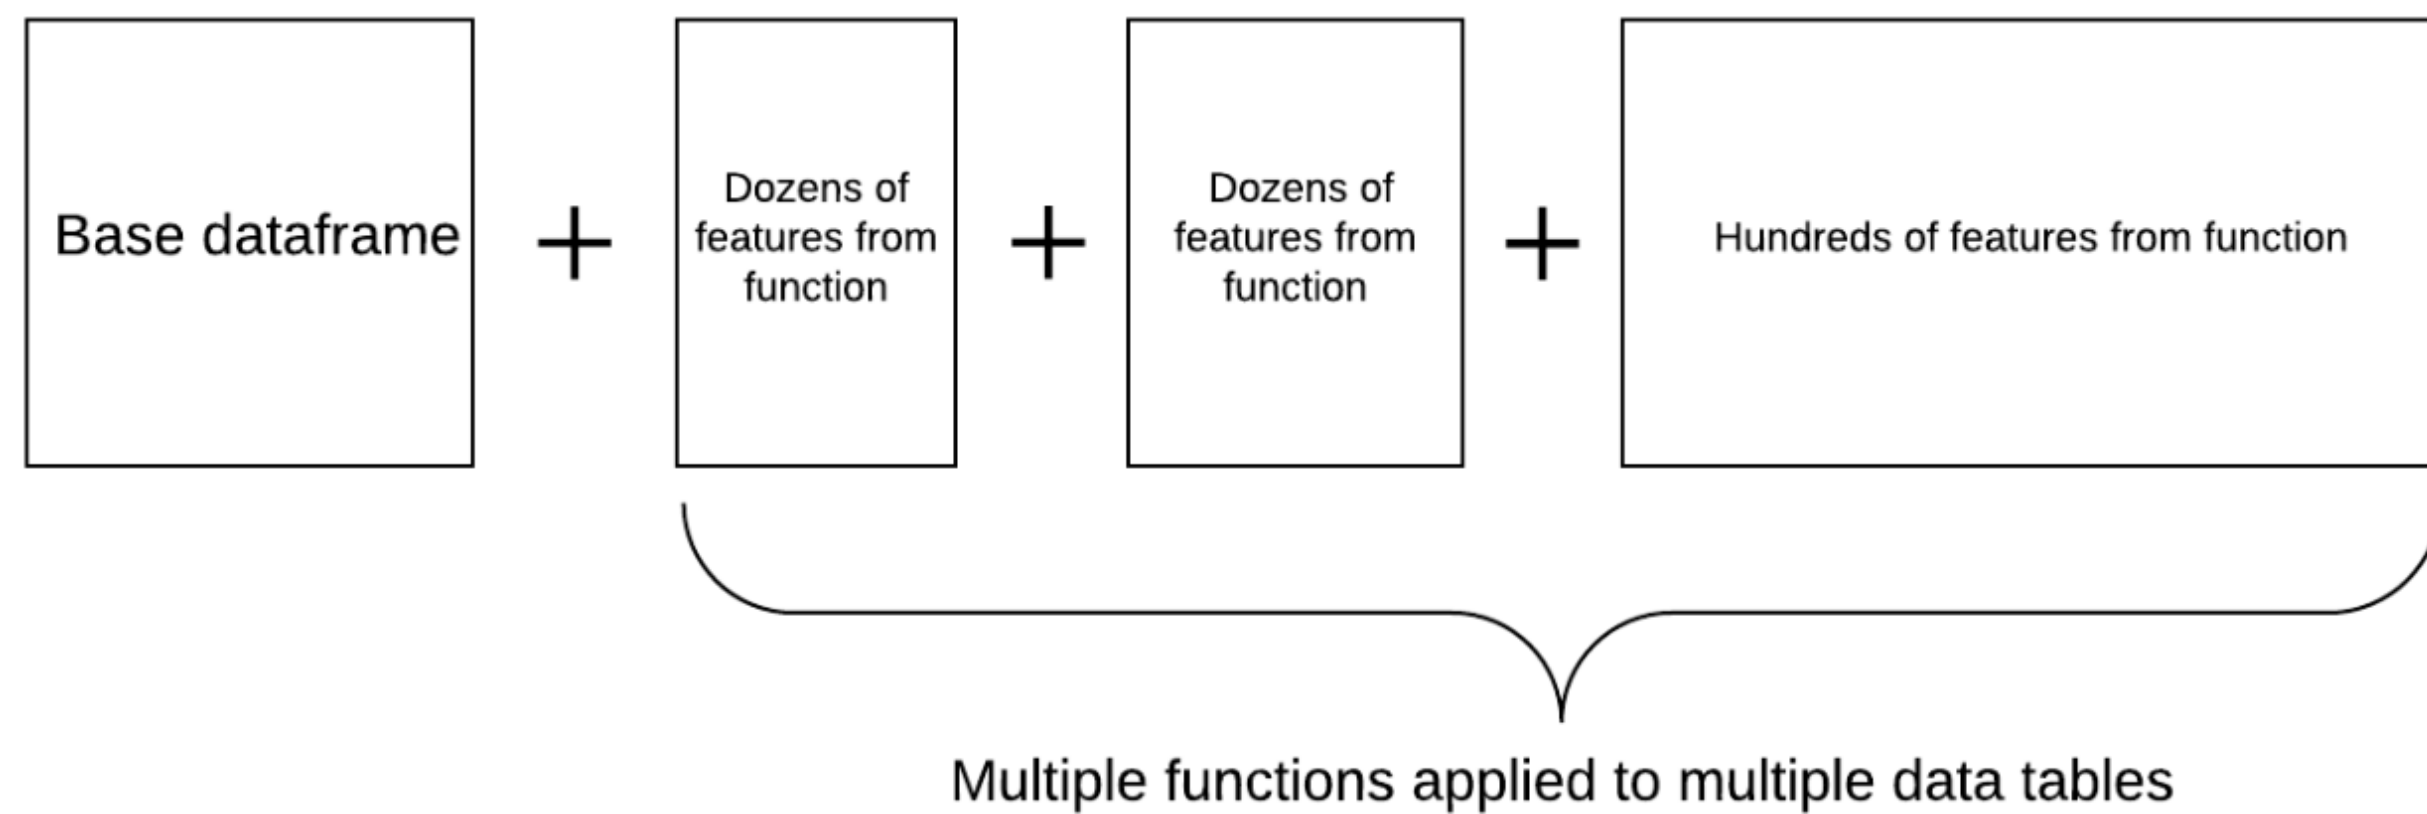 Base dataframe
+
Dozens of
features from
function
+
Dozens of
features from
function
+
Hundreds of features from function
Multiple functions applied to multiple data tables